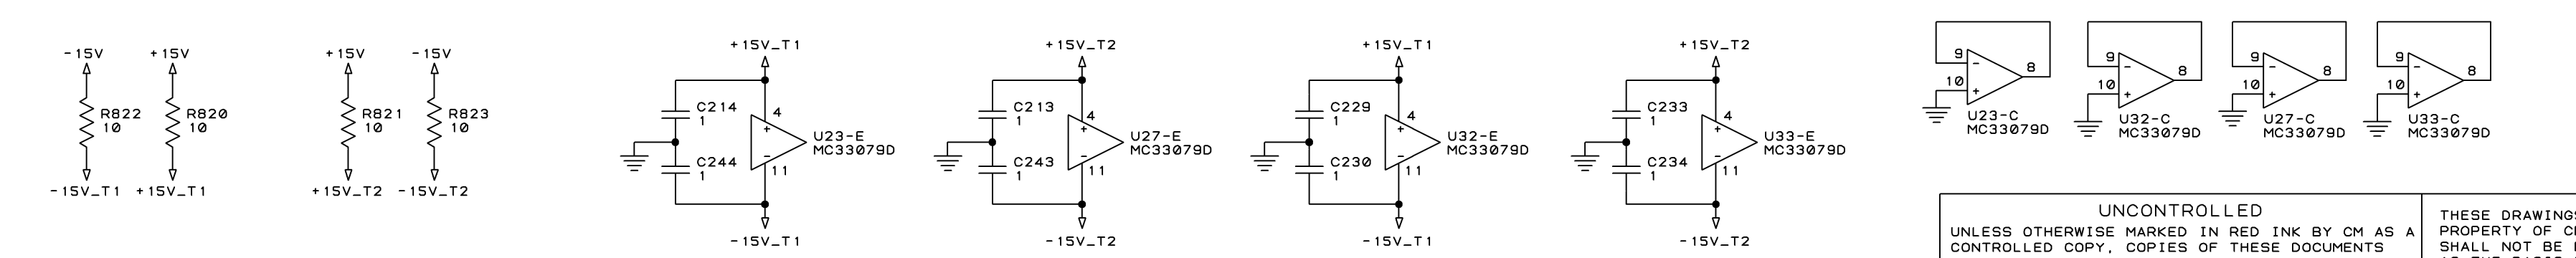 -15V +15V
R822 R820
10 10
-15V_T1 +15V_T1
+15V -15V
R821 R823
10 10
+15V_T2 -15V_T2
+15V_T1
C214
1
4
+
U23-E
MC33079D
-
C244
1
11
-15V_T1
+15V_T2
C213
1
4
+
U27-E
MC33079D
-
C243
1
11
-15V_T2
+15V_T1
C229
1
4
+
U32-E
MC33079D
-
C230
1
11
-15V_T1
+15V_T2
C233
1
4
+
U33-E
MC33079D
-
C234
1
11
-15V_T2
9
-
8
10
+
U23-C
MC33079D
9
-
8
10
+
U32-C
MC33079D
9
-
8
10
+
U27-C
MC33079D
9
-
8
10
+
U33-C
MC33079D
UNCONTROLLED
UNLESS OTHERWISE MARKED IN RED INK BY CM AS A
CONTROLLED COPY, COPIES OF THESE DOCUMENTS
THESE DRAWINGS
PROPERTY OF
SHALL NOT BE